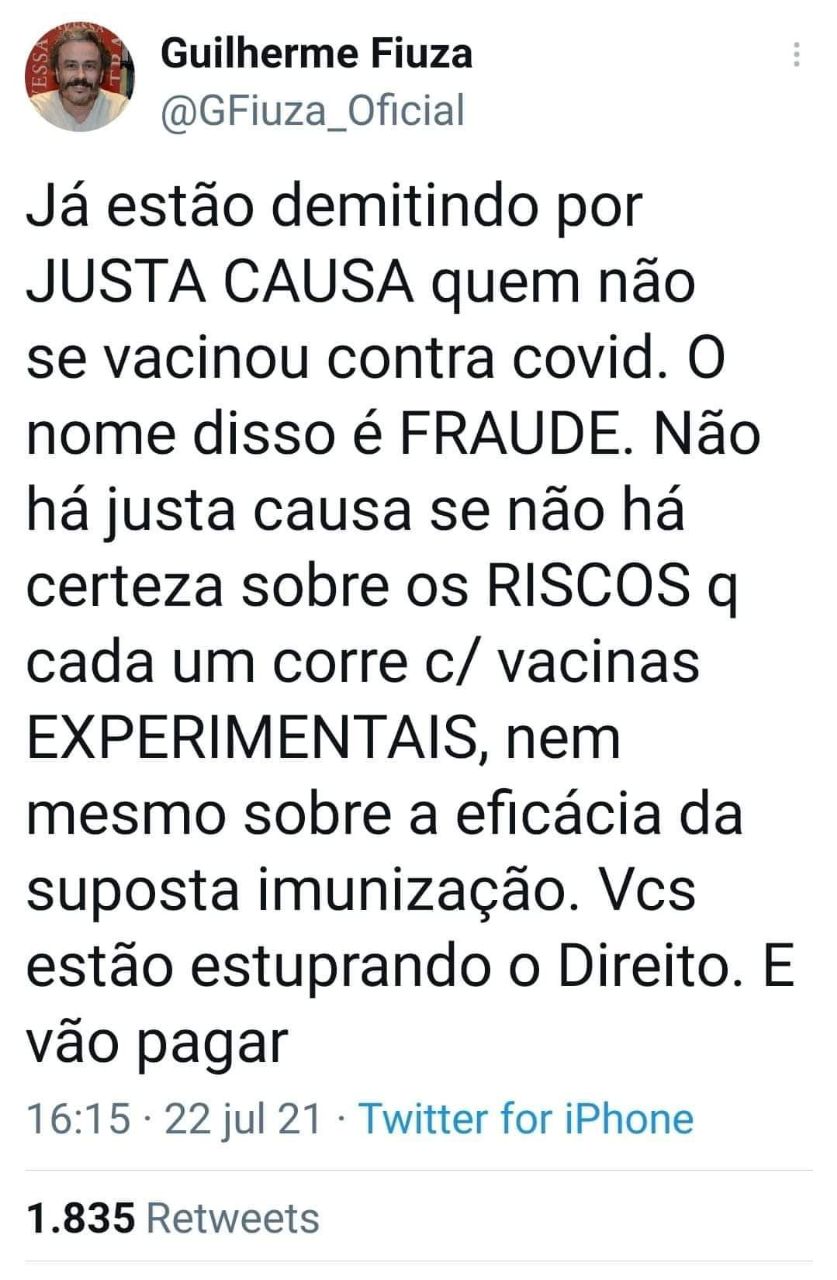 Guilherme Fiuza
@GFiuza_Oficial
Já estão demitindo por
JUSTA CAUSA quem não
se vacinou contra covid. O
nome disso é FRAUDE. Não
há justa causa se não há
certeza sobre os RISCOS q
cada um corre c/ vacinas
EXPERIMENTAIS, nem
mesmo sobre a eficácia da
suposta imunização. Vcs
estão estuprando o Direito. E
vão pagar
16:15 · 22 jul 21 · Twitter for iPhone
1.835 Retweets